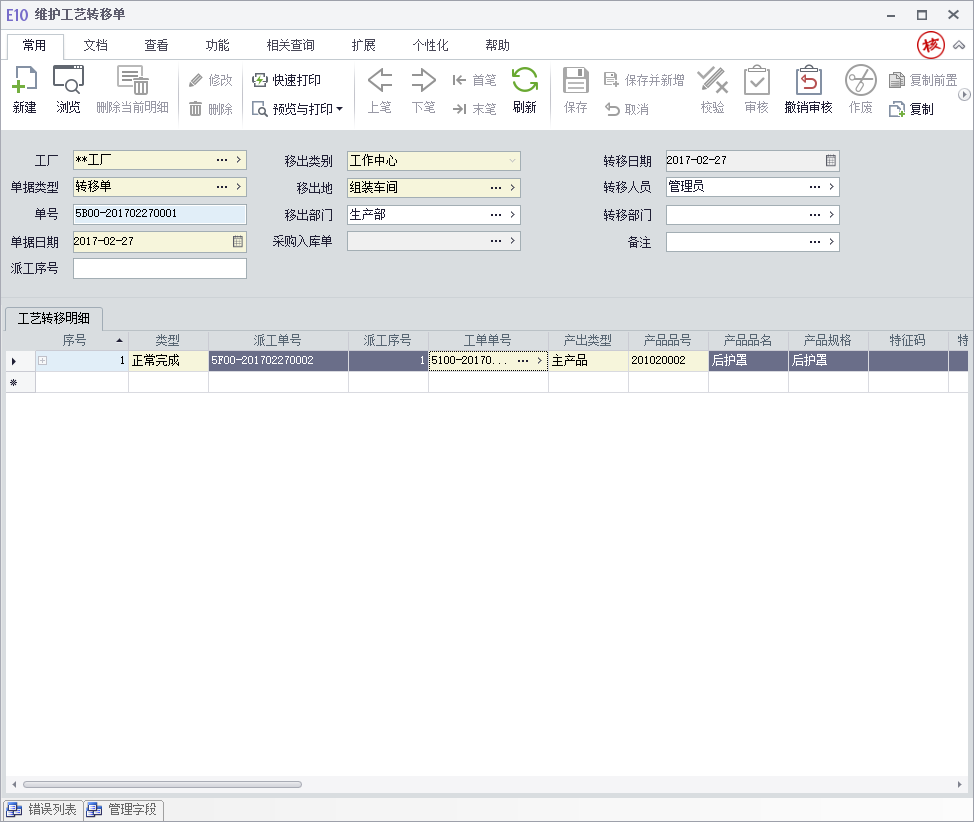 E10 维护工艺转移单
常用 文档 查看 功能 相关查询 扩展 个性化 帮助 核
新建 浏览 删除当前明细 修改 删除 快速打印 预览与打印 上笔 下笔 首笔 末笔 刷新 保存 保存并新增 取消 校验 审核 撤销审核 作废 复制前置 复制
工厂 **工厂 移出类别 工作中心 转移日期 2017-02-27
单据类型 转移单 移出地 组装车间 转移人员 管理员
单号 5B00-201702270001 移出部门 生产部 转移部门
单据日期 2017-02-27 采购入库单 备注
派工序号
工艺转移明细
序号 类型 派工单号 派工序号 工单单号 产出类型 产品品号 产品品名 产品规格 特征码 特
1 正常完成 5F00-201702270002 1 5100-20170... 主产品 201020002 后护罩 后护罩
错误列表 管理字段